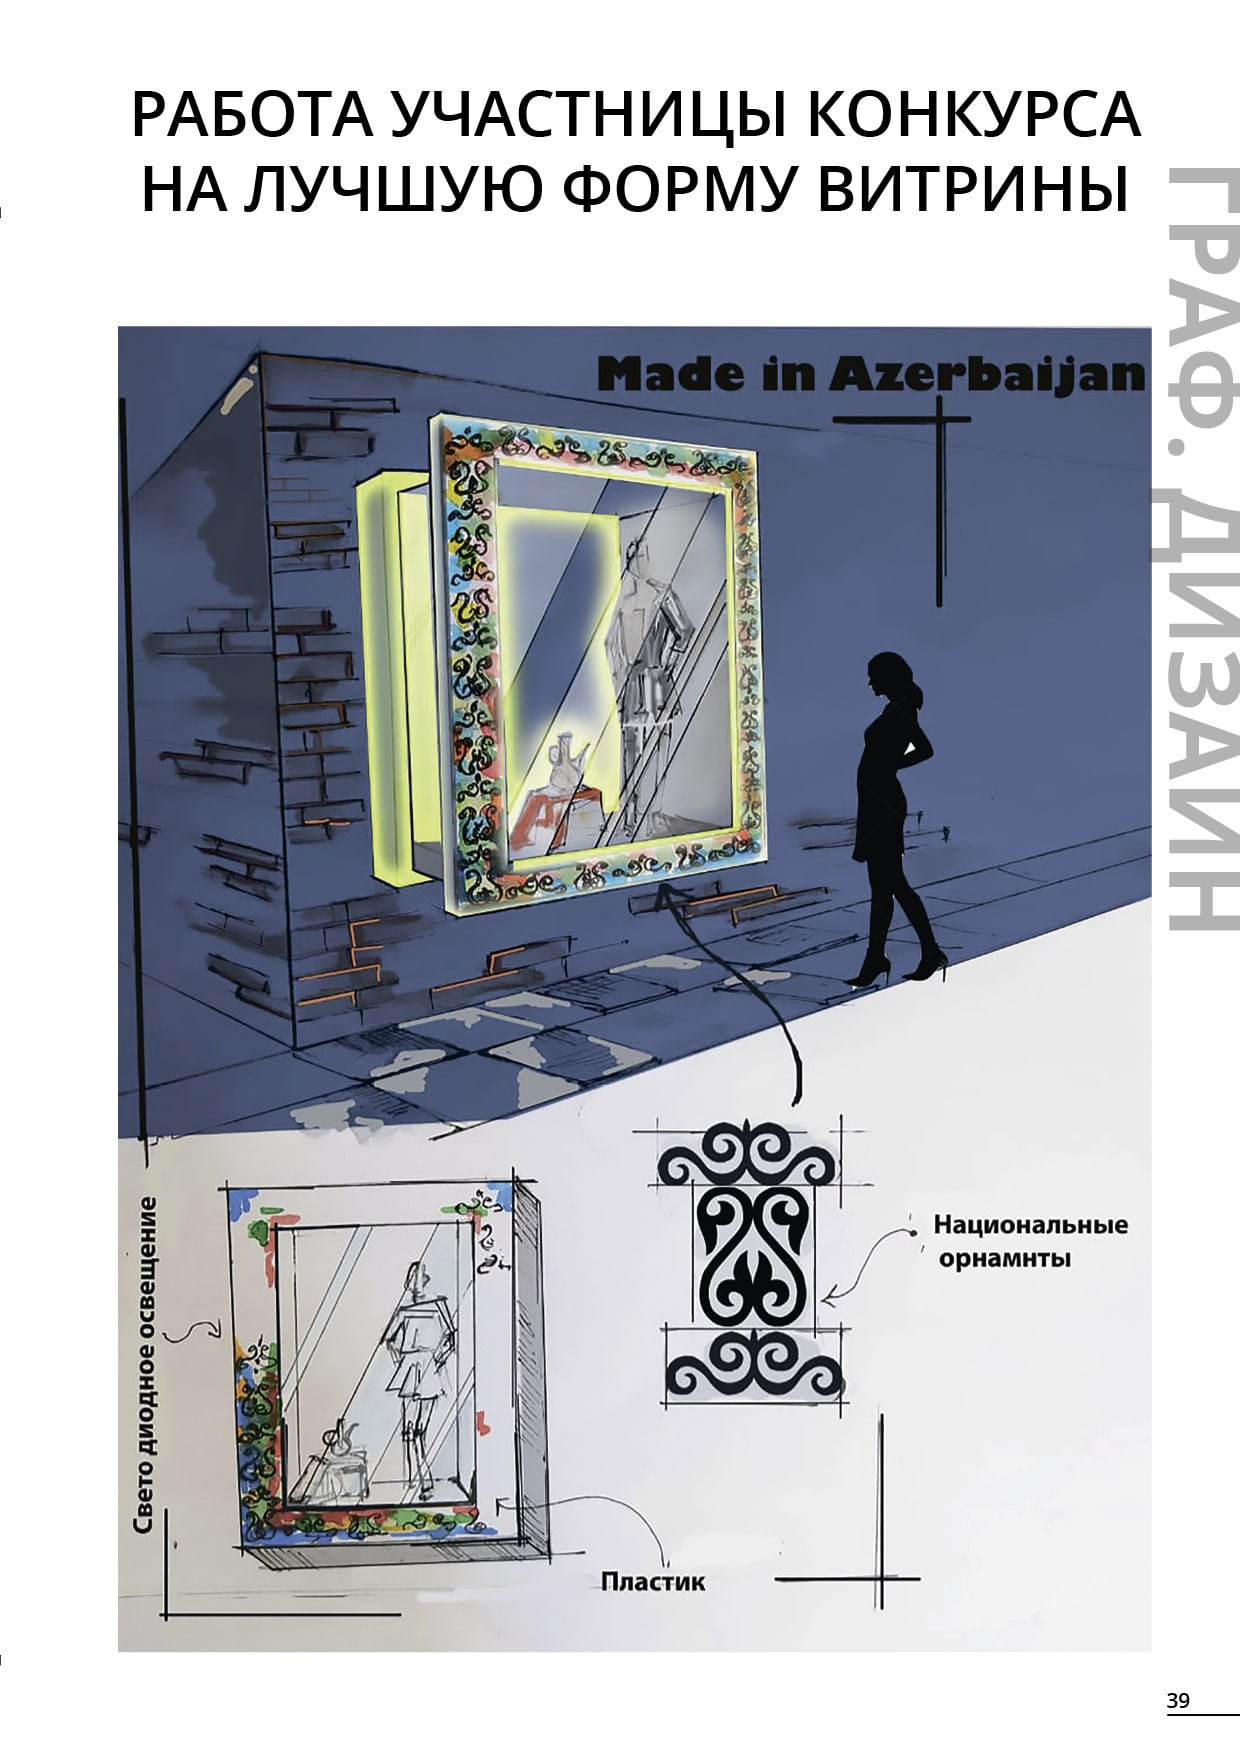 РАБОТА УЧАСТНИЦЫ КОНКУРСА
НА ЛУЧШУЮ ФОРМУ ВИТРИНЫ
ГРАФ. ДИЗАЙН
Made in Azerbaijan
Национальные
орнамнты
Свето диодное освещение
Пластик
39